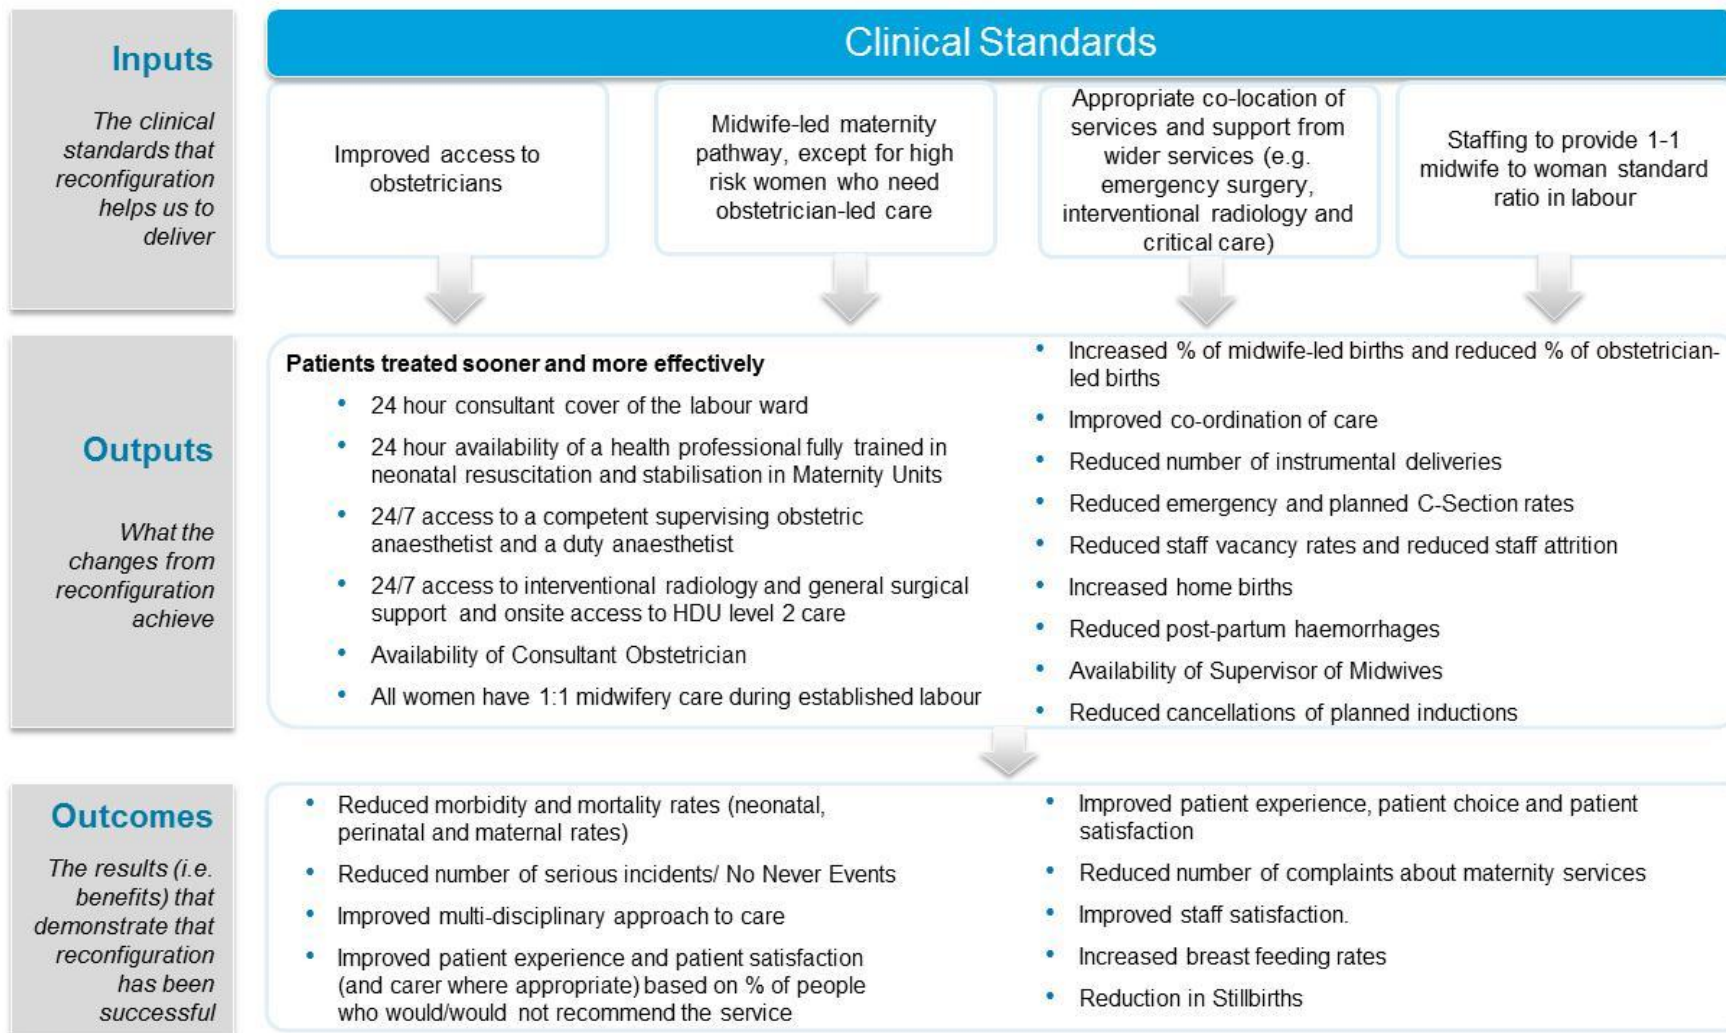 Inputs
The clinical
standards that
reconfiguration
helps us to
deliver
Clinical Standards
Improved access to
obstetricians
Midwife-led maternity
pathway, except for high
risk women who need
obstetrician-led care
Appropriate co-location of
services and support from
wider services (e.g.
emergency surgery,
interventional radiology and
critical care)
Staffing to provide 1-1
midwife to woman standard
ratio in labour
Outputs
What the
changes from
reconfiguration
achieve
Patients treated sooner and more effectively
• 24 hour consultant cover of the labour ward
• 24 hour availability of a health professional fully trained in
neonatal resuscitation and stabilisation in Maternity Units
• 24/7 access to a competent supervising obstetric
anaesthetist and a duty anaesthetist
• 24/7 access to interventional radiology and general surgical
support and onsite access to HDU level 2 care
• Availability of Consultant Obstetrician
• All women have 1:1 midwifery care during established labour
• Increased % of midwife-led births and reduced % of obstetrician-
led births
• Improved co-ordination of care
• Reduced number of instrumental deliveries
• Reduced emergency and planned C-Section rates
• Reduced staff vacancy rates and reduced staff attrition
• Increased home births
• Reduced post-partum haemorrhages
• Availability of Supervisor of Midwives
• Reduced cancellations of planned inductions
Outcomes
The results (i.e.
benefits) that
demonstrate that
reconfiguration
has been
successful
• Reduced morbidity and mortality rates (neonatal,
perinatal and maternal rates)
• Reduced number of serious incidents/ No Never Events
• Improved multi-disciplinary approach to care
• Improved patient experience and patient satisfaction
(and carer where appropriate) based on % of people
who would/would not recommend the service
• Improved patient experience, patient choice and patient
satisfaction
• Reduced number of complaints about maternity services
• Improved staff satisfaction.
• Increased breast feeding rates
• Reduction in Stillbirths